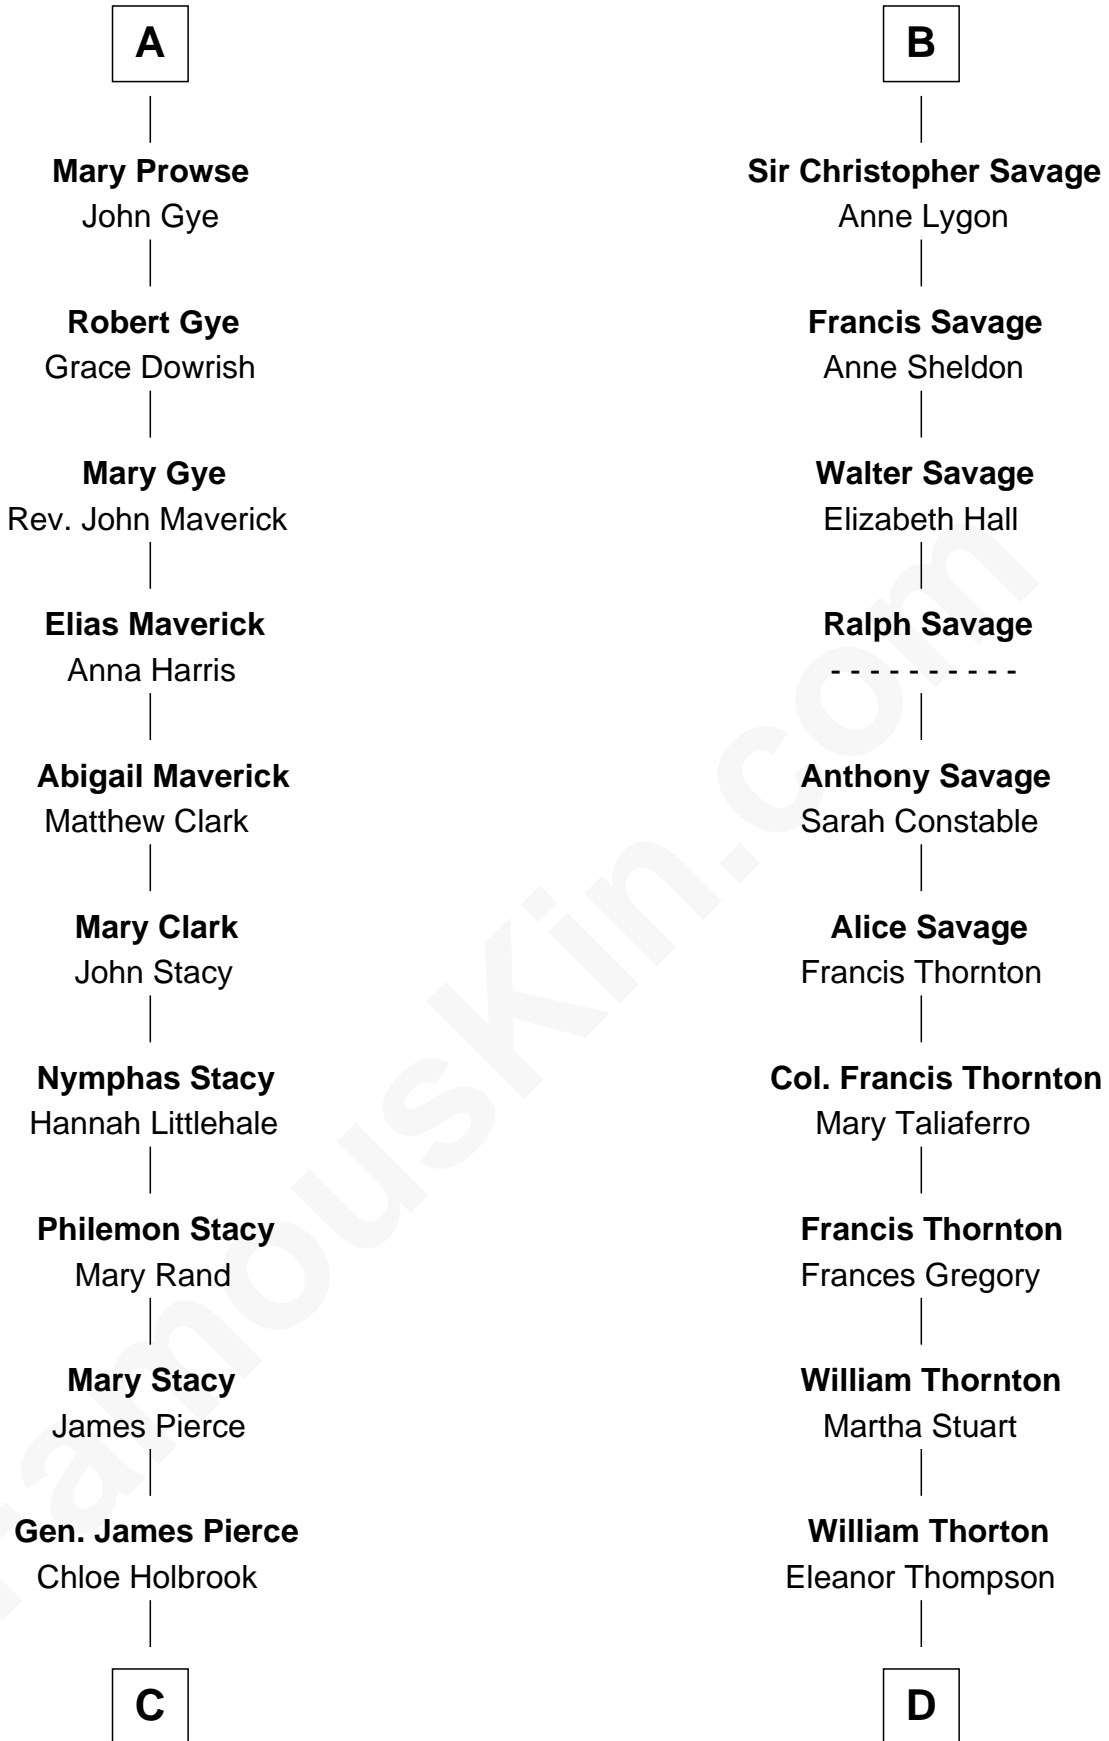 A
Mary Prowse
John Gye
Robert Gye
Grace Dowrish
Mary Gye
Rev. John Maverick
Elias Maverick
Anna Harris
Abigail Maverick
Matthew Clark
Mary Clark
John Stacy
Nymphas Stacy
Hannah Littlehale
Philemon Stacy
Mary Rand
Mary Stacy
James Pierce
Gen. James Pierce
Chloe Holbrook
C
B
Sir Christopher Savage
Anne Lygon
Francis Savage
Anne Sheldon
Walter Savage
Elizabeth Hall
Ralph Savage
- - - - - - - - - -
Anthony Savage
Sarah Constable
Alice Savage
Francis Thornton
Col. Francis Thornton
Mary Taliaferro
Francis Thornton
Frances Gregory
William Thornton
Martha Stuart
William Thorton
Eleanor Thompson
D
FamousKin.com